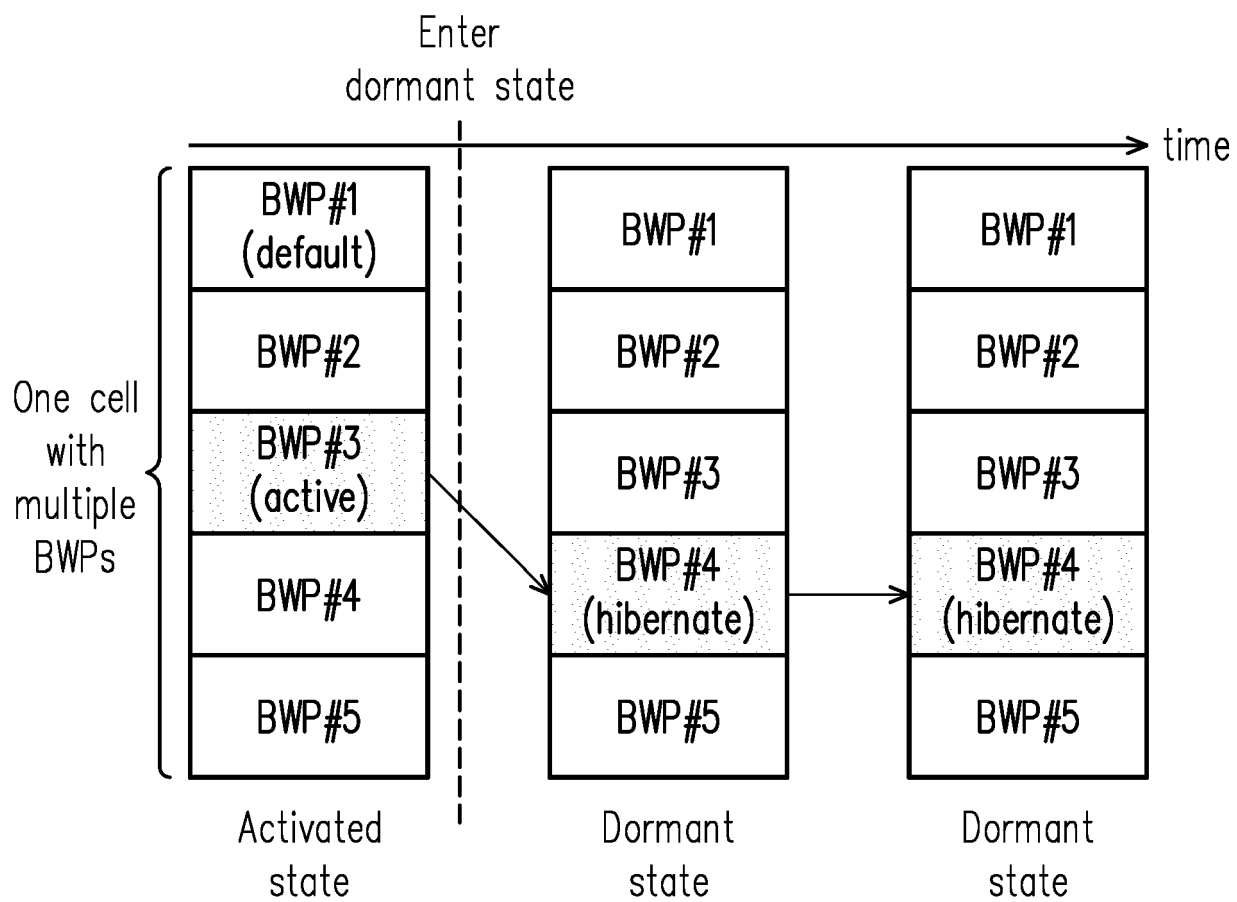 Enter
dormant state
time
One cell
with
multiple
BWPs
BWP#1
(default)
BWP#2
BWP#3
(active)
BWP#4
BWP#5
Activated
state
BWP#1
BWP#2
BWP#3
BWP#4
(hibernate)
BWP#5
Dormant
state
BWP#1
BWP#2
BWP#3
BWP#4
(hibernate)
BWP#5
Dormant
state